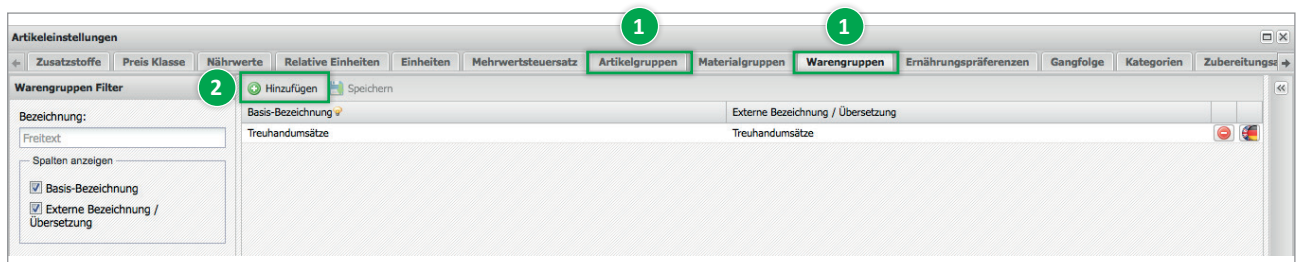 1 1
Artikeleinstellungen
Zusatzstoffe Preis Klasse Nährwerte Relative Einheiten Einheiten Mehrwertsteuersatz Artikelgruppen Materialgruppen Warengruppen Ernährungspräferenzen Gangfolge Kategorien Zubereitungsa
Warengruppen Filter
2 Hinzufügen Speichern
Bezeichnung:
Freitext
Spalten anzeigen
Basis-Bezeichnung
Externe Bezeichnung /
Übersetzung
Basis-Bezeichnung Externe Bezeichnung / Übersetzung
Treuhandumsätze Treuhandumsätze